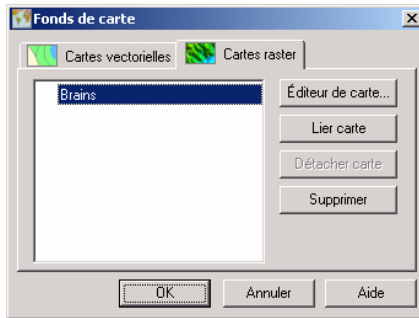 Fonds de carte
Cartes vectorielles
Cartes raster
Brains
Éditeur de carte...
Lier carte
Détacher carte
Supprimer
OK
Annuler
Aide